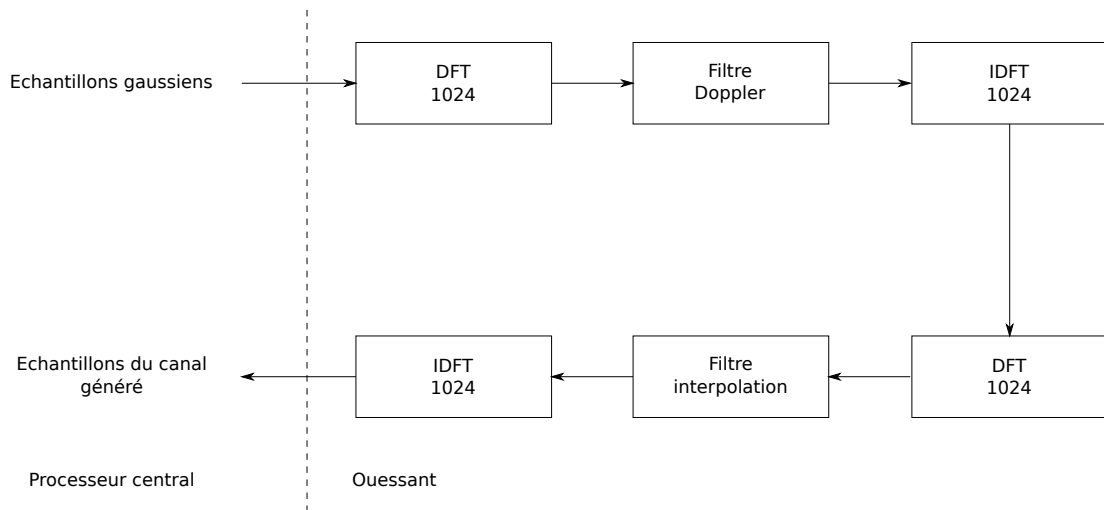 Echantillons gaussiens
DFT
1024
Filtre
Doppler
IDFT
1024
Echantillons du canal
généré
IDFT
1024
Filtre
interpolation
DFT
1024
Processeur central
Ouessant